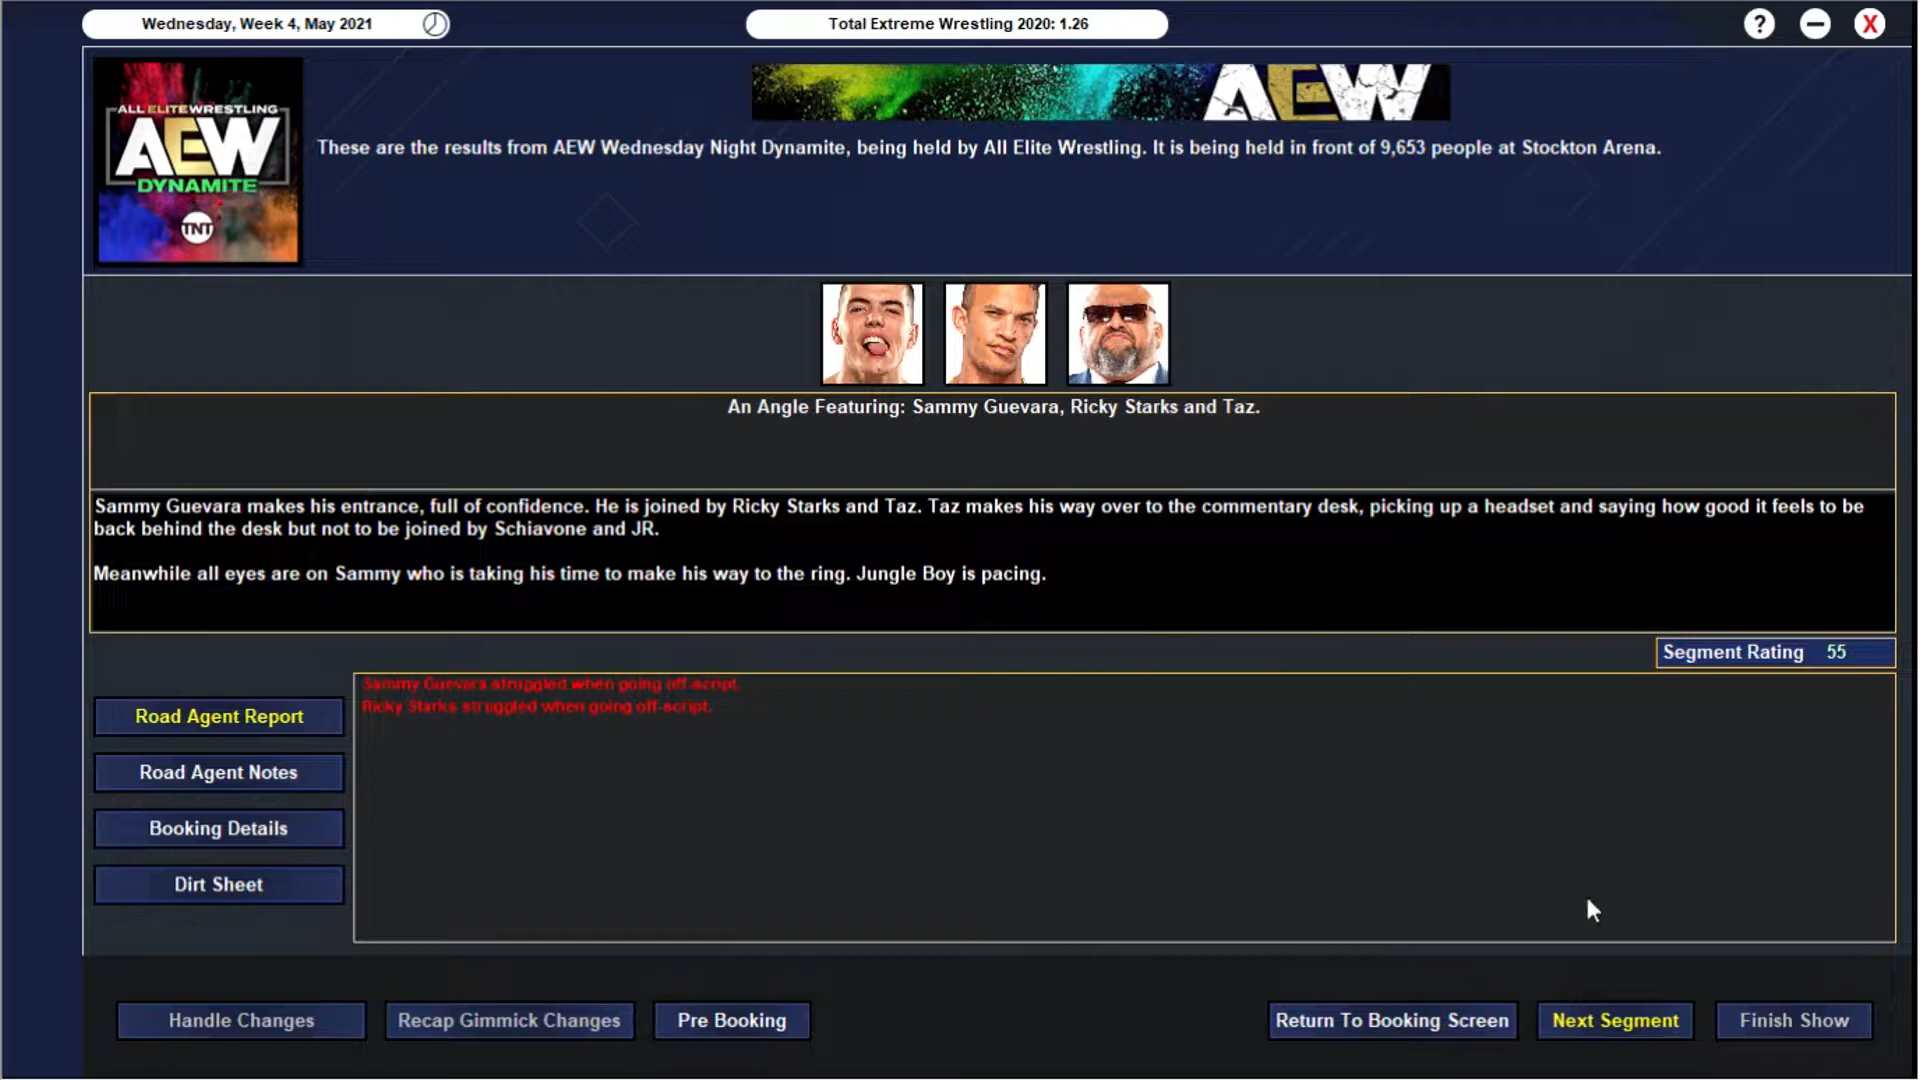 Wednesday, Week 4, May 2021
Total Extreme Wrestling 2020: 1.26
?
X
ALL ELITE WRESTLING
AEW
DYNAMITE
TNT
AEW
These are the results from AEW Wednesday Night Dynamite, being held by All Elite Wrestling. It is being held in front of 9,653 people at Stockton Arena.
An Angle Featuring: Sammy Guevara, Ricky Starks and Taz.
Sammy Guevara makes his entrance, full of confidence. He is joined by Ricky Starks and Taz. Taz makes his way over to the commentary desk, picking up a headset and saying how good it feels to be
back behind the desk but not to be joined by Schiavone and JR.
Meanwhile all eyes are on Sammy who is taking his time to make his way to the ring. Jungle Boy is pacing.
Segment Rating 55
Sammy Guevara struggled when going off-script.
Ricky Starks struggled when going off-script.
Road Agent Report
Road Agent Notes
Booking Details
Dirt Sheet
Handle Changes
Recap Gimmick Changes
Pre Booking
Return To Booking Screen
Next Segment
Finish Show